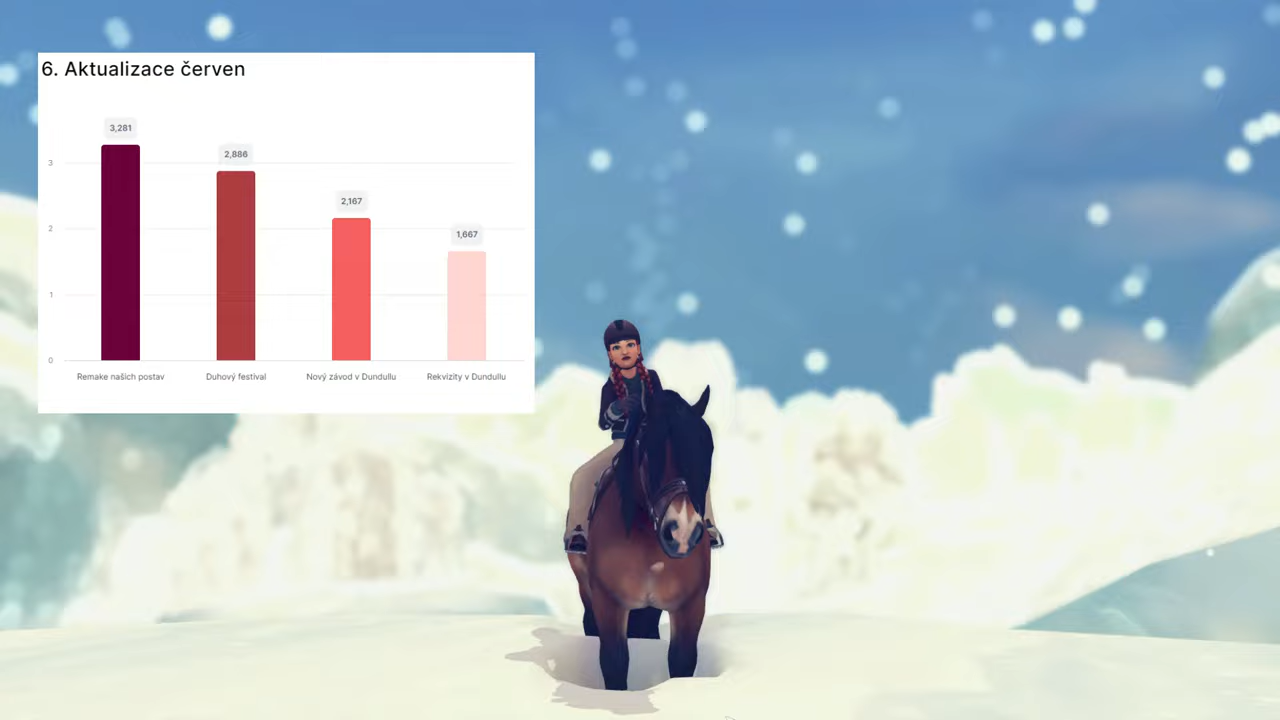 6. Aktualizace červen
3,281
2,886
2,167
1,667
3
2
1
0
Remake našich postav
Duhový festival
Nový závod v Dundullu
Rekvizity v Dundullu